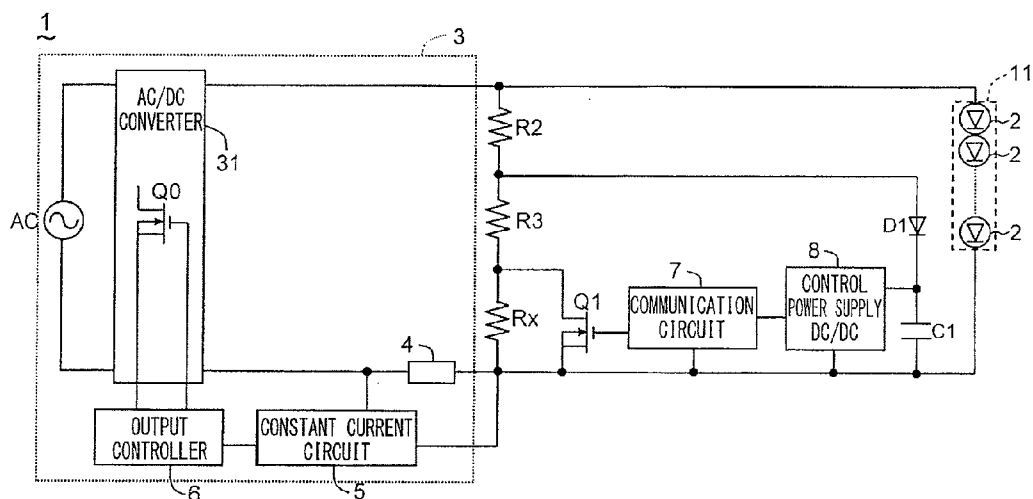 1
3
11
AC/DC
CONVERTER
31
R2
2
2
Q0
AC
R3
D1
2
8
7
CONTROL
POWER SUPPLY
DC/DC
Q1
COMMUNICATION
CIRCUIT
Rx
C1
4
OUTPUT
CONTROLLER
CONSTANT CURRENT
CIRCUIT
6
5